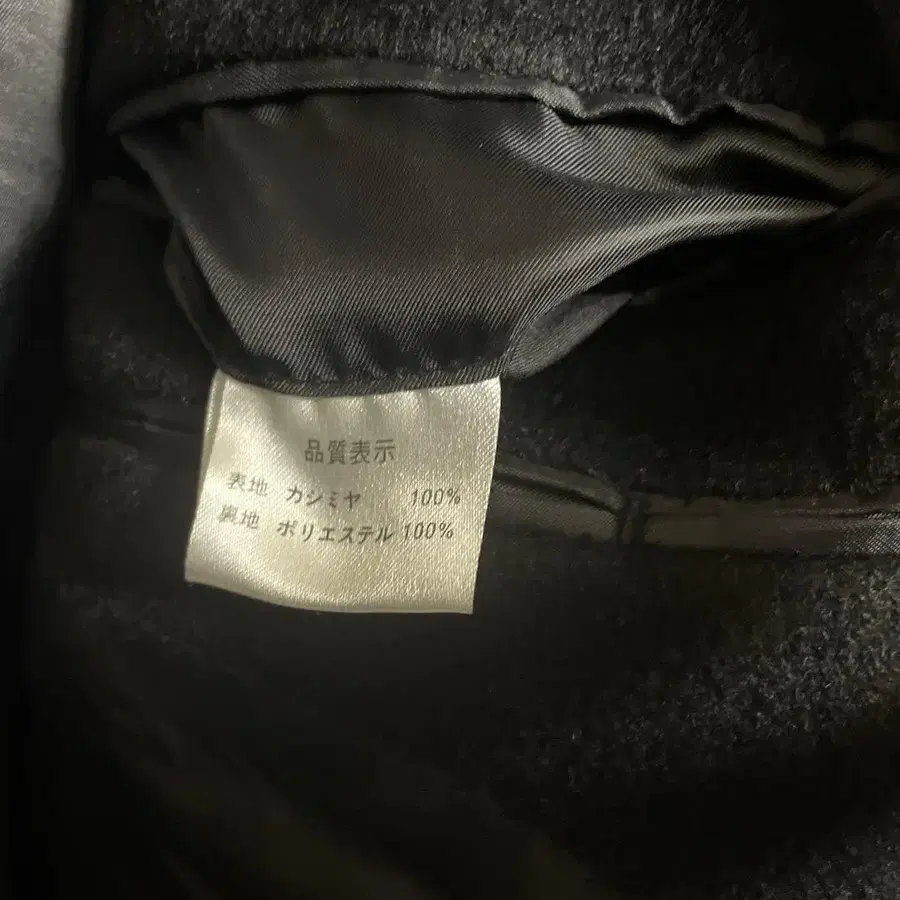 品質表示
表地 カシミヤ 100%
裏地 ポリエステル 100%